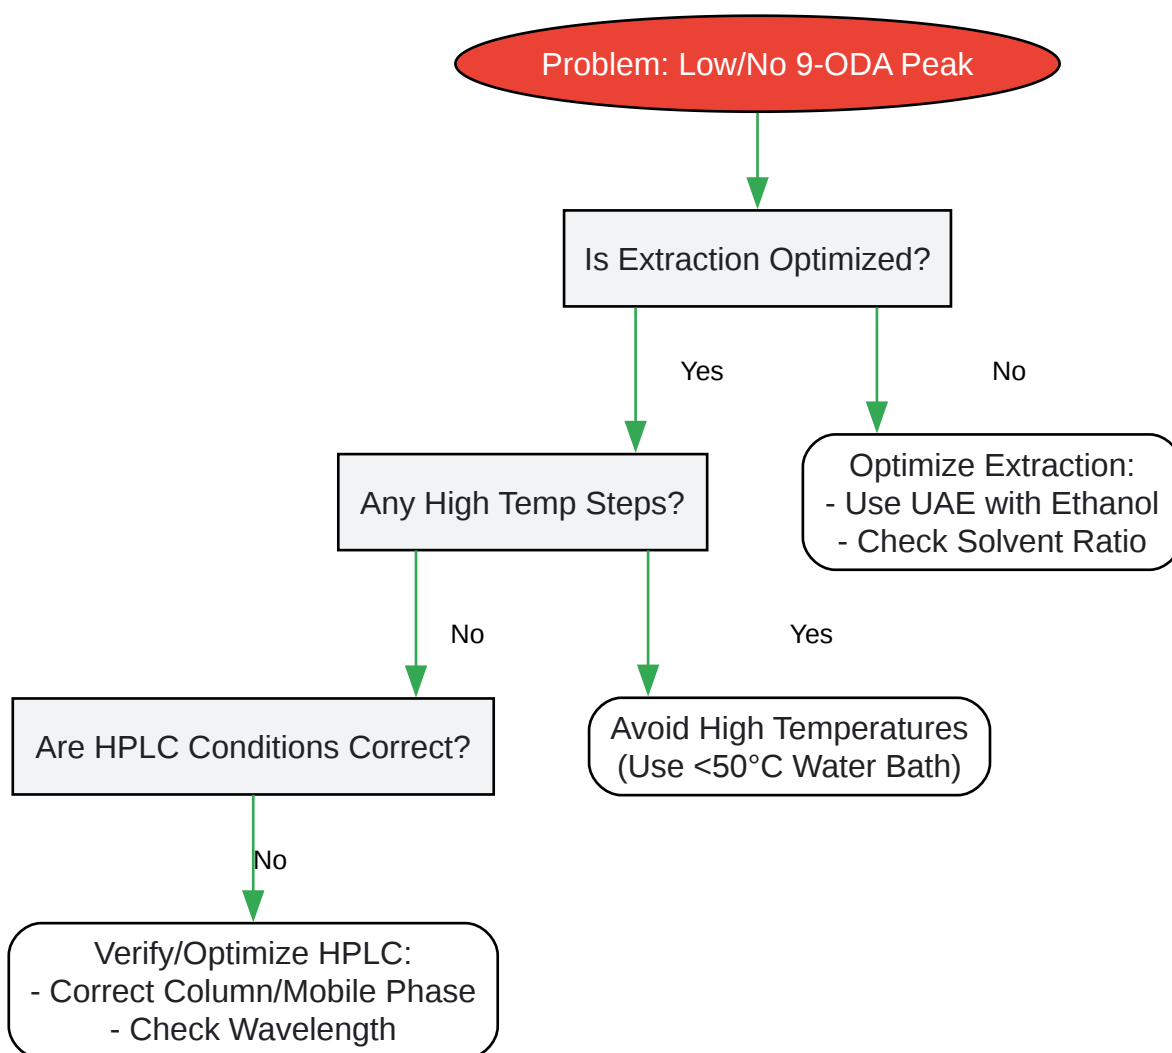 Problem: Low/No 9-ODA Peak
Is Extraction Optimized?
Yes
No
Optimize Extraction:
- Use UAE with Ethanol
- Check Solvent Ratio
Any High Temp Steps?
No
Yes
Avoid High Temperatures
(Use <50°C Water Bath)
Are HPLC Conditions Correct?
No
Verify/Optimize HPLC:
- Correct Column/Mobile Phase
- Check Wavelength